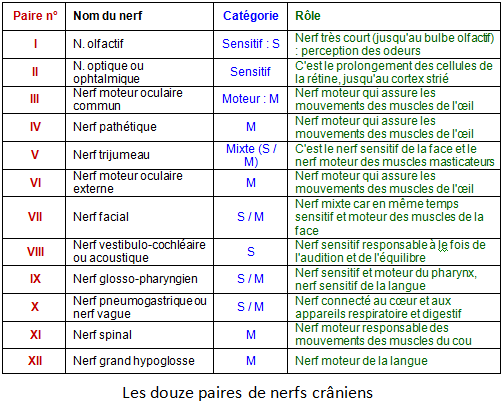 Paire n° Nom du nerf Catégorie Rôle
I N. olfactif Sensitif : S Nerf très court (jusqu'au bulbe olfactif)
: perception des odeurs
II N. optique ou
ophtalmique Sensitif C'est le prolongement des cellules de
la rétine, jusqu'au cortex strié
III Nerf moteur oculaire
commun Moteur : M Nerf moteur qui assure les
mouvements des muscles de l'œil
IV Nerf pathétique M Nerf moteur qui assure les
mouvements des muscles de l'œil
V Nerf trijumeau Mixte (S /
M) C'est le nerf sensitif de la face et le
nerf moteur des muscles masticateurs
VI Nerf moteur oculaire
externe M Nerf moteur qui assure les
mouvements des muscles de l'œil
VII Nerf facial S / M Nerf mixte car en même temps
sensitif et moteur des muscles de la
face
VIII Nerf vestibulo-cochléaire
ou acoustique S Nerf sensitif responsable à le fois de
l'audition et de l'équilibre
IX Nerf glosso-pharyngien S / M Nerf sensitif et moteur du pharynx,
nerf sensitif de la langue
X Nerf pneumogastrique ou
nerf vague S / M Nerf connecté au cœur et aux
appareils respiratoire et digestif
XI Nerf spinal M Nerf moteur responsable des
mouvements des muscles du cou
XII Nerf grand hypoglosse M Nerf moteur de la langue
Les douze paires de nerfs crâniens